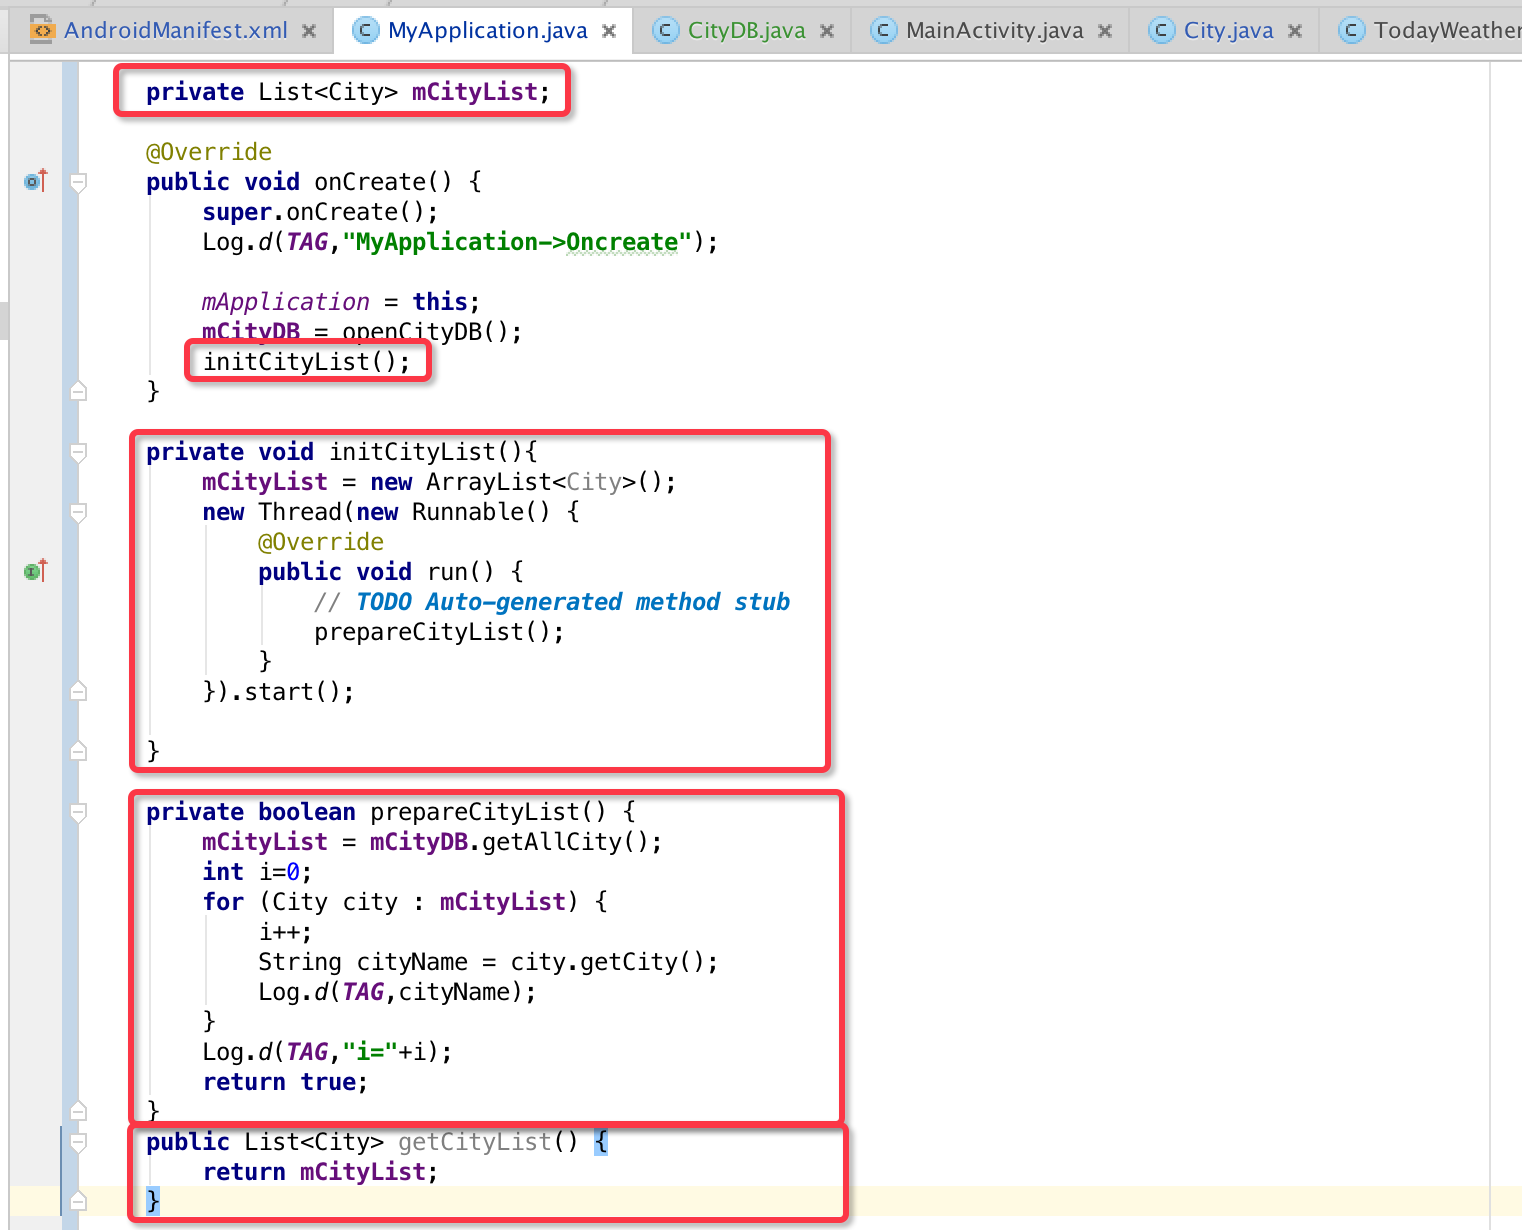 AndroidManifest.xml MyApplication.java CityDB.java MainActivity.java City.java TodayWeather
private List<City> mCityList;
@Override
public void onCreate() {
super.onCreate();
Log.d(TAG,"MyApplication->Oncreate");
mApplication = this;
mCityDB = openCityDB();
initCityList();
}
private void initCityList(){
mCityList = new ArrayList<City>();
new Thread(new Runnable() {
@Override
public void run() {
// TODO Auto-generated method stub
prepareCityList();
}
}).start();
}
private boolean prepareCityList() {
mCityList = mCityDB.getAllCity();
int i=0;
for (City city : mCityList) {
i++;
String cityName = city.getCity();
Log.d(TAG,cityName);
}
Log.d(TAG,"i="+i);
return true;
}
public List<City> getCityList() {
return mCityList;
}